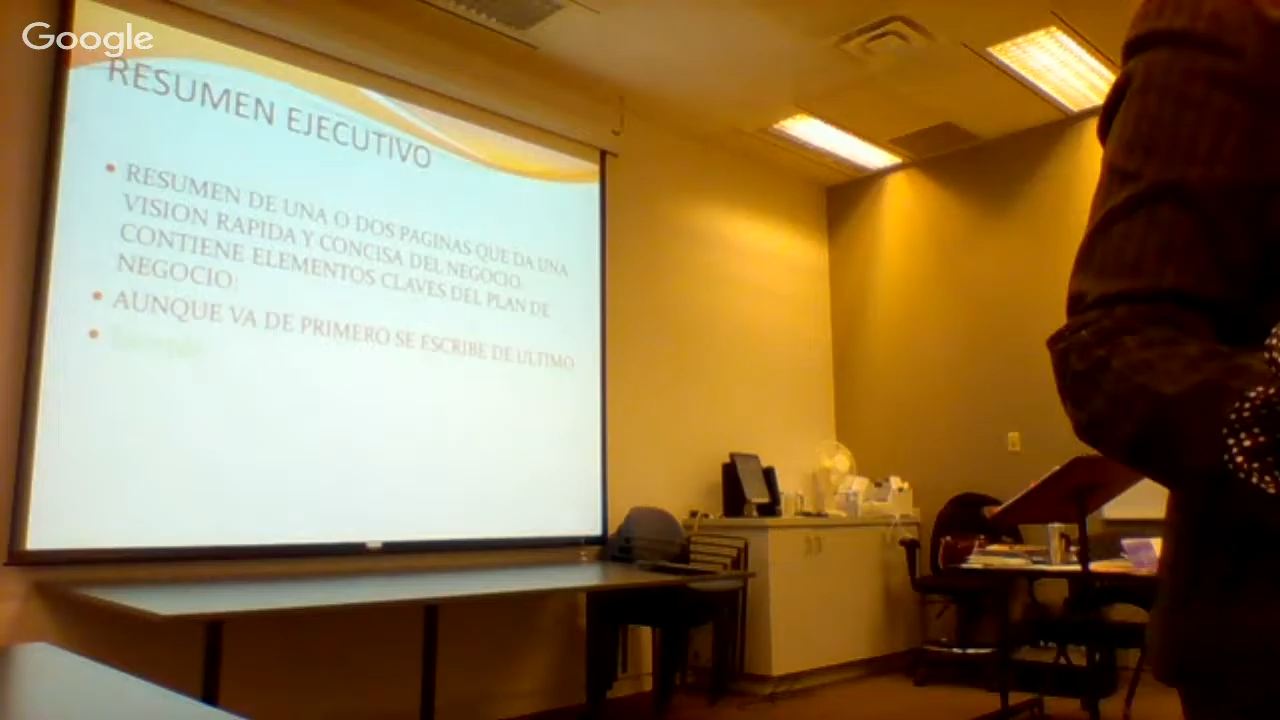 Google
RESUMEN EJECUTIVO
RESUMEN DE UNA O DOS PAGINAS QUE DA UNA
VISION RAPIDA Y CONCISA DEL NEGOCIO.
CONTIENE ELEMENTOS CLAVES DEL PLAN DE
NEGOCIO:
AUNQUE VA DE PRIMERO SE ESCRIBE DE ULTIMO